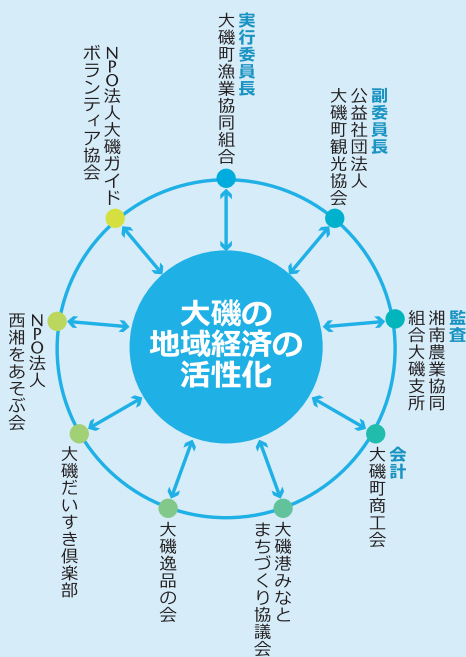 実行委員長
大磯町漁業協同組合
副委員長
公益社団法人
大磯町観光協会
監査
湘南農業協同
組合大磯支所
会計
大磯町商工会
大磯港みなと
まちづくり協議会
大磯逸品の会
大磯だいすき倶楽部
NPO法人
西湘をあそぶ会
NPO法人大磯ガイド
ボランティア協会
大磯の
地域経済の
活性化